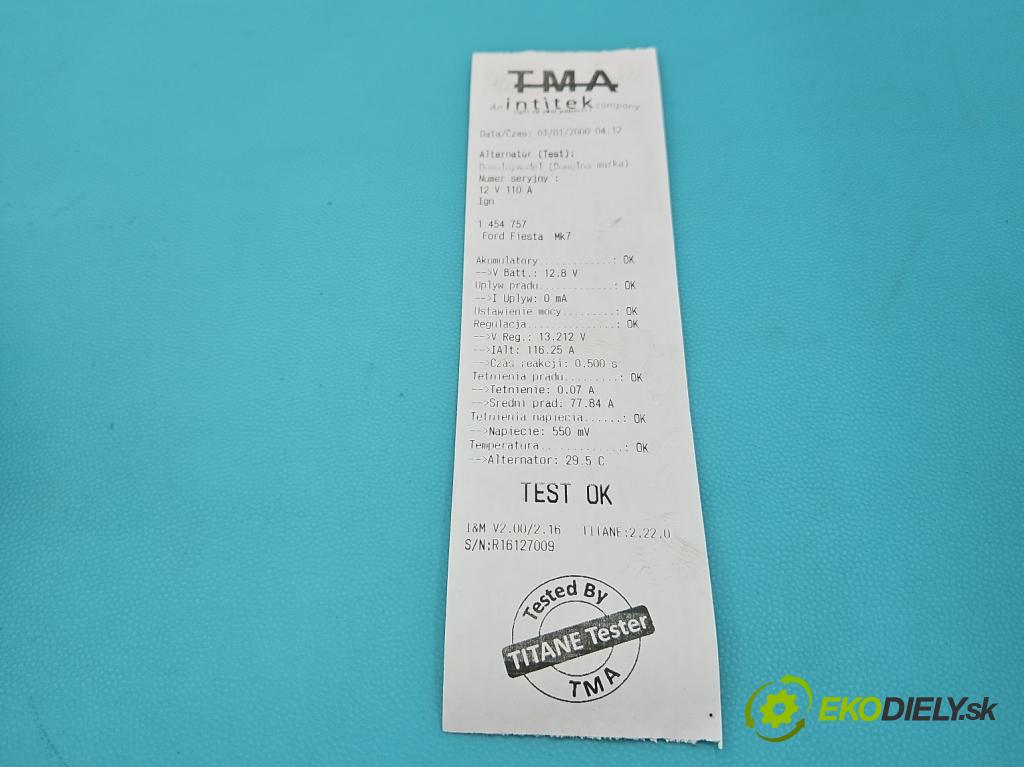 TMA
An intitek company
Data/Czas: 01/01/2000 04:12
Alternator (Test):
(Dowolna marka)
Numer seryjny :
12 V 110 A
Ign
1 454 757
Ford Fiesta Mk7
Akumulatory............: OK
-->V Batt.: 12.8 V
Uplyw pradu............: OK
-->I Uplyw: 0 mA
Ustawienie mocy.........: OK
Regulacja...............: OK
-->V Reg.: 13.212 V
-->IAlt: 116.25 A
-->Czas reakcji: 0.500 s
Tetnienia pradu.........: OK
-->Tetnienie: 0.07 A
-->Sredni prad: 77.84 A
Tetnienia napiecia......: OK
-->Napiecie: 550 mV
Temperatura.............: OK
-->Alternator: 29.5 C
TEST OK
I&M V2.00/2.16 TITANE:2.22.0
S/N:R16127009
Tested By
TITANE Tester
TMA
EKODIELY.sk